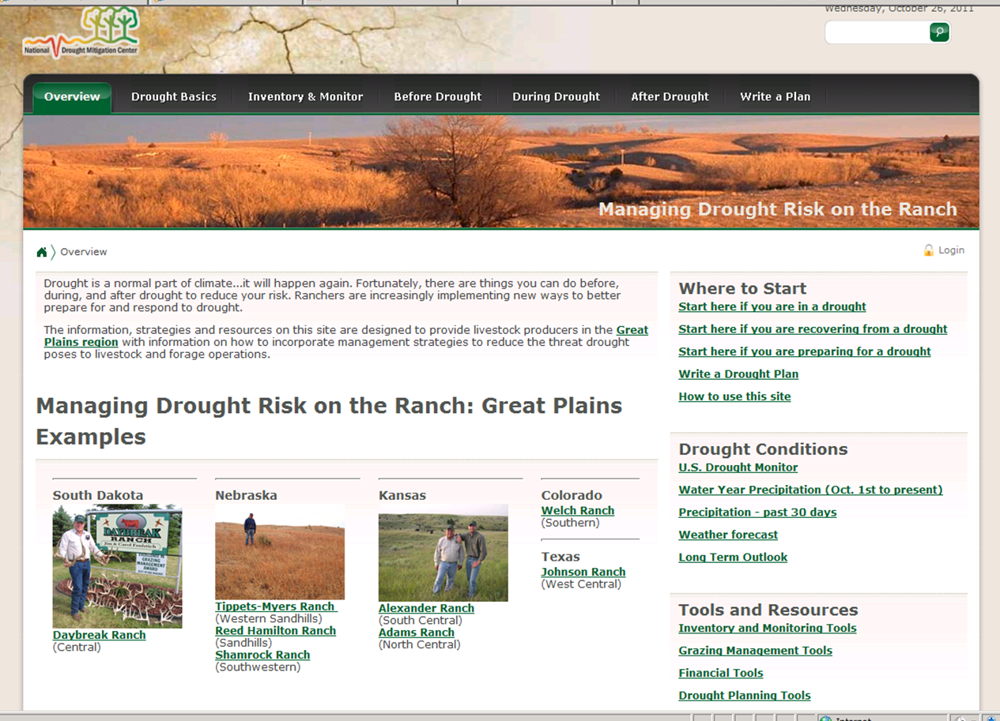 Wednesday, October 26, 2011
National Drought Mitigation Center
Overview
Drought Basics
Inventory & Monitor
Before Drought
During Drought
After Drought
Write a Plan
Managing Drought Risk on the Ranch
Overview
Login
Drought is a normal part of climate...it will happen again. Fortunately, there are things you can do before,
during, and after drought to reduce your risk. Ranchers are increasingly implementing new ways to better
prepare for and respond to drought.
The information, strategies and resources on this site are designed to provide livestock producers in the Great
Plains region with information on how to incorporate management strategies to reduce the threat drought
poses to livestock and forage operations.
Managing Drought Risk on the Ranch: Great Plains
Examples
South Dakota
DAYBREAK
RANCH
Jim & Carol Faulstich
EXCELLENCE IN
GRAZING
MANAGEMENT
AWARD
Daybreak Ranch
(Central)
Nebraska
Tippets-Myers Ranch
(Western Sandhills)
Reed Hamilton Ranch
(Sandhills)
Shamrock Ranch
(Southwestern)
Kansas
Alexander Ranch
(South Central)
Adams Ranch
(North Central)
Colorado
Welch Ranch
(Southern)
Texas
Johnson Ranch
(West Central)
Where to Start
Start here if you are in a drought
Start here if you are recovering from a drought
Start here if you are preparing for a drought
Write a Drought Plan
How to use this site
Drought Conditions
U.S. Drought Monitor
Water Year Precipitation (Oct. 1st to present)
Precipitation - past 30 days
Weather forecast
Long Term Outlook
Tools and Resources
Inventory and Monitoring Tools
Grazing Management Tools
Financial Tools
Drought Planning Tools
Internet